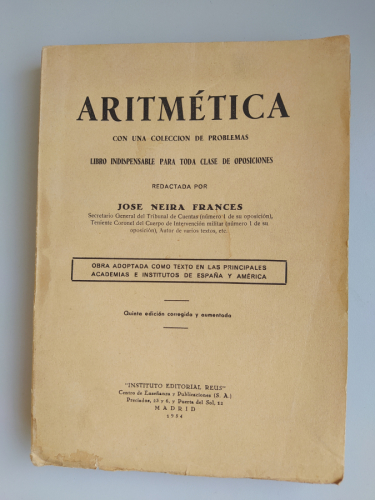 ARITMÉTICA
CON UNA COLECCION DE PROBLEMAS
LIBRO INDISPENSABLE PARA TODA CLASE DE OPOSICIONES
REDACTADA POR
JOSE NEIRA FRANCES
Secretario General del Tribunal de Cuentas (número 1 de su oposición),
Teniente Coronel del Cuerpo de Intervención militar (número 1 de su
oposición), Autor de varios textos, etc.
OBRA ADOPTADA COMO TEXTO EN LAS PRINCIPALES
ACADEMIAS E INSTITUTOS DE ESPAÑA Y AMÉRICA
Quinta edición corregida y aumentada
"INSTITUTO EDITORIAL REUS"
Centro de Enseñanza y Publicaciones (S. A.)
Preciados, 23 y 6, y Puerta del Sol, 12
MADRID
1954